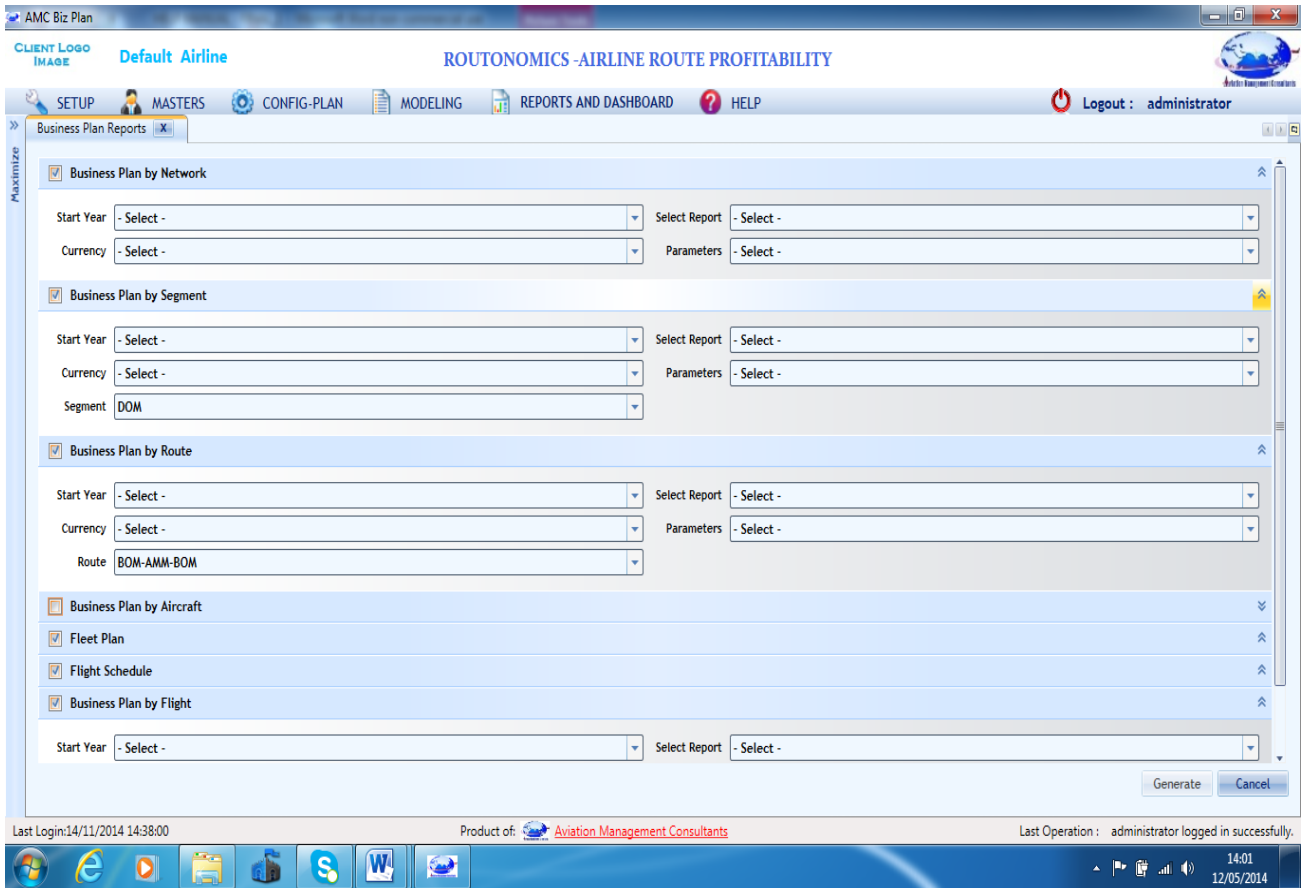 AMC Biz Plan
CLIENT LOGO
IMAGE
Default Airline
ROUTONOMICS -AIRLINE ROUTE PROFITABILITY
Aviation Management Consultants
SETUP MASTERS CONFIG-PLAN MODELING REPORTS AND DASHBOARD HELP Logout : administrator
Business Plan Reports X
Maximize
Business Plan by Network
Start Year - Select - Select Report - Select -
Currency - Select - Parameters - Select -
Business Plan by Segment
Start Year - Select - Select Report - Select -
Currency - Select - Parameters - Select -
Segment DOM
Business Plan by Route
Start Year - Select - Select Report - Select -
Currency - Select - Parameters - Select -
Route BOM-AMM-BOM
Business Plan by Aircraft
Fleet Plan
Flight Schedule
Business Plan by Flight
Start Year - Select - Select Report - Select -
Generate Cancel
Last Login:14/11/2014 14:38:00 Product of: Aviation Management Consultants Last Operation : administrator logged in successfully.
14:01
12/05/2014